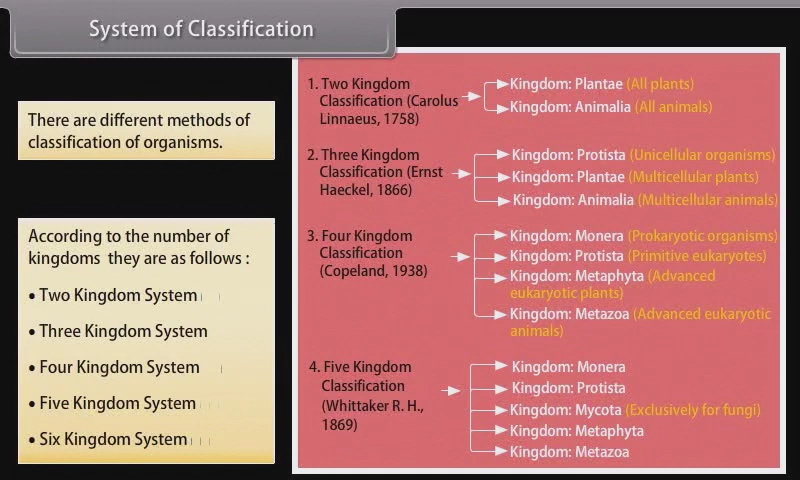 System of Classification
There are different methods of
classification of organisms.
According to the number of
kingdoms they are as follows :
• Two Kingdom System
• Three Kingdom System
• Four Kingdom System
• Five Kingdom System
• Six Kingdom System
1. Two Kingdom
Classification (Carolus
Linnaeus, 1758)
Kingdom: Plantae (All plants)
Kingdom: Animalia (All animals)
2. Three Kingdom
Classification (Ernst
Haeckel, 1866)
Kingdom: Protista (Unicellular organisms)
Kingdom: Plantae (Multicellular plants)
Kingdom: Animalia (Multicellular animals)
3. Four Kingdom
Classification
(Copeland, 1938)
Kingdom: Monera (Prokaryotic organisms)
Kingdom: Protista (Primitive eukaryotes)
Kingdom: Metaphyta (Advanced
eukaryotic plants)
Kingdom: Metazoa (Advanced eukaryotic
animals)
4. Five Kingdom
Classification
(Whittaker R. H.,
1869)
Kingdom: Monera
Kingdom: Protista
Kingdom: Mycota (Exclusively for fungi)
Kingdom: Metaphyta
Kingdom: Metazoa